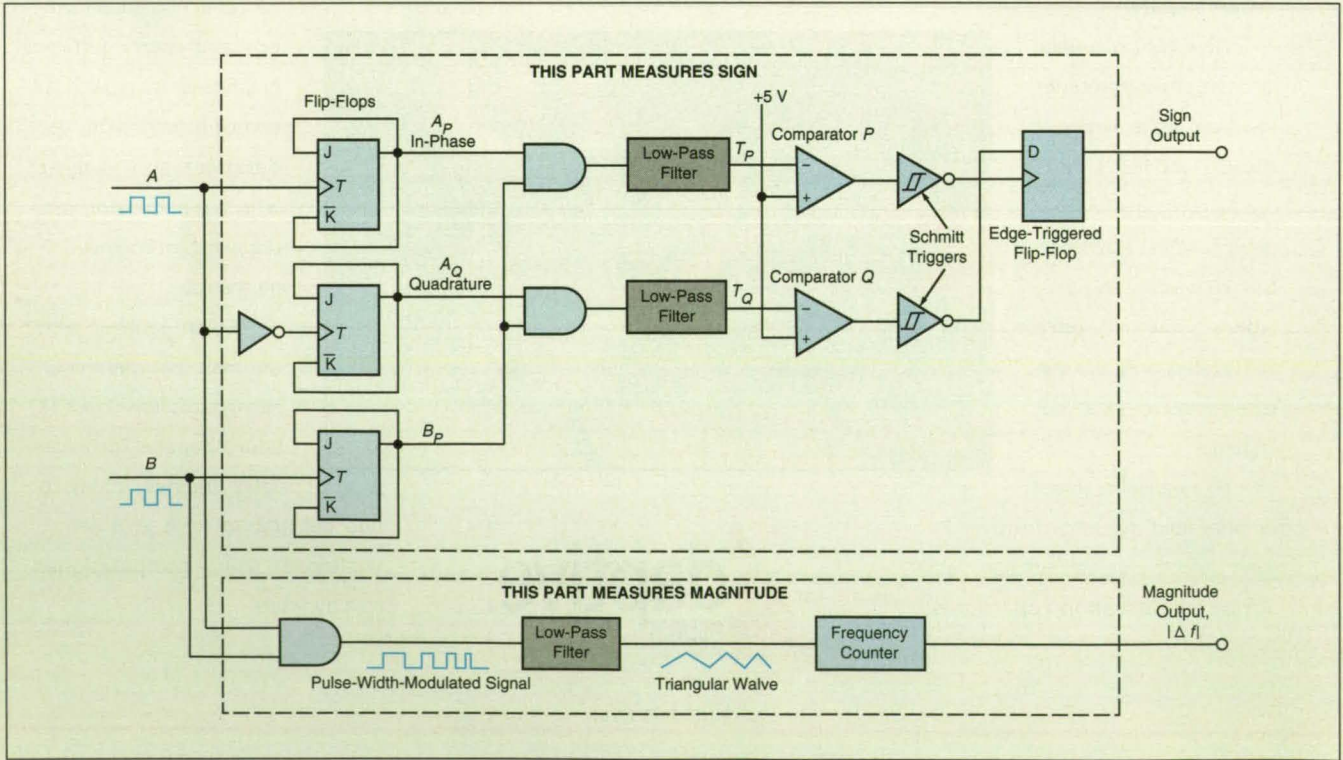 THIS PART MEASURES SIGN
Flip-Flops
A_P
In-Phase
+5 V
Sign
Output
Comparator P
J
T
K̅
A
Low-Pass
Filter
T_P
−
+
D
Edge-Triggered
Flip-Flop
Schmitt
Triggers
A_Q
Quadrature
J
T
K̅
Low-Pass
Filter
T_Q
Comparator Q
−
+
B_P
J
T
K̅
B
THIS PART MEASURES MAGNITUDE
Magnitude
Output,
|Δ f|
Low-Pass
Filter
Frequency
Counter
Pulse-Width-Modulated Signal
Triangular Walve